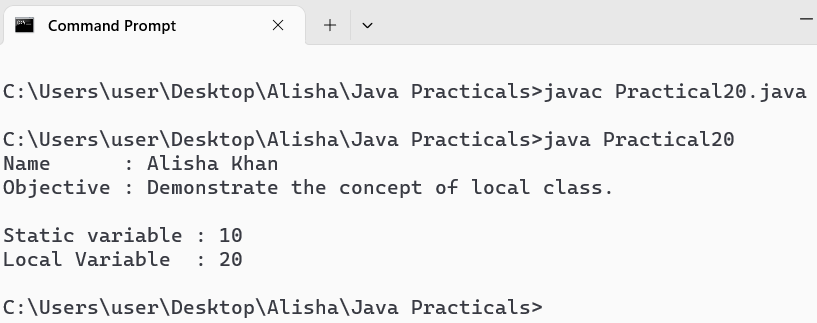 Command Prompt
C:\Users\user\Desktop\Alisha\Java Practicals>javac Practical20.java
C:\Users\user\Desktop\Alisha\Java Practicals>java Practical20
Name      : Alisha Khan
Objective : Demonstrate the concept of local class.
Static variable : 10
Local Variable  : 20
C:\Users\user\Desktop\Alisha\Java Practicals>